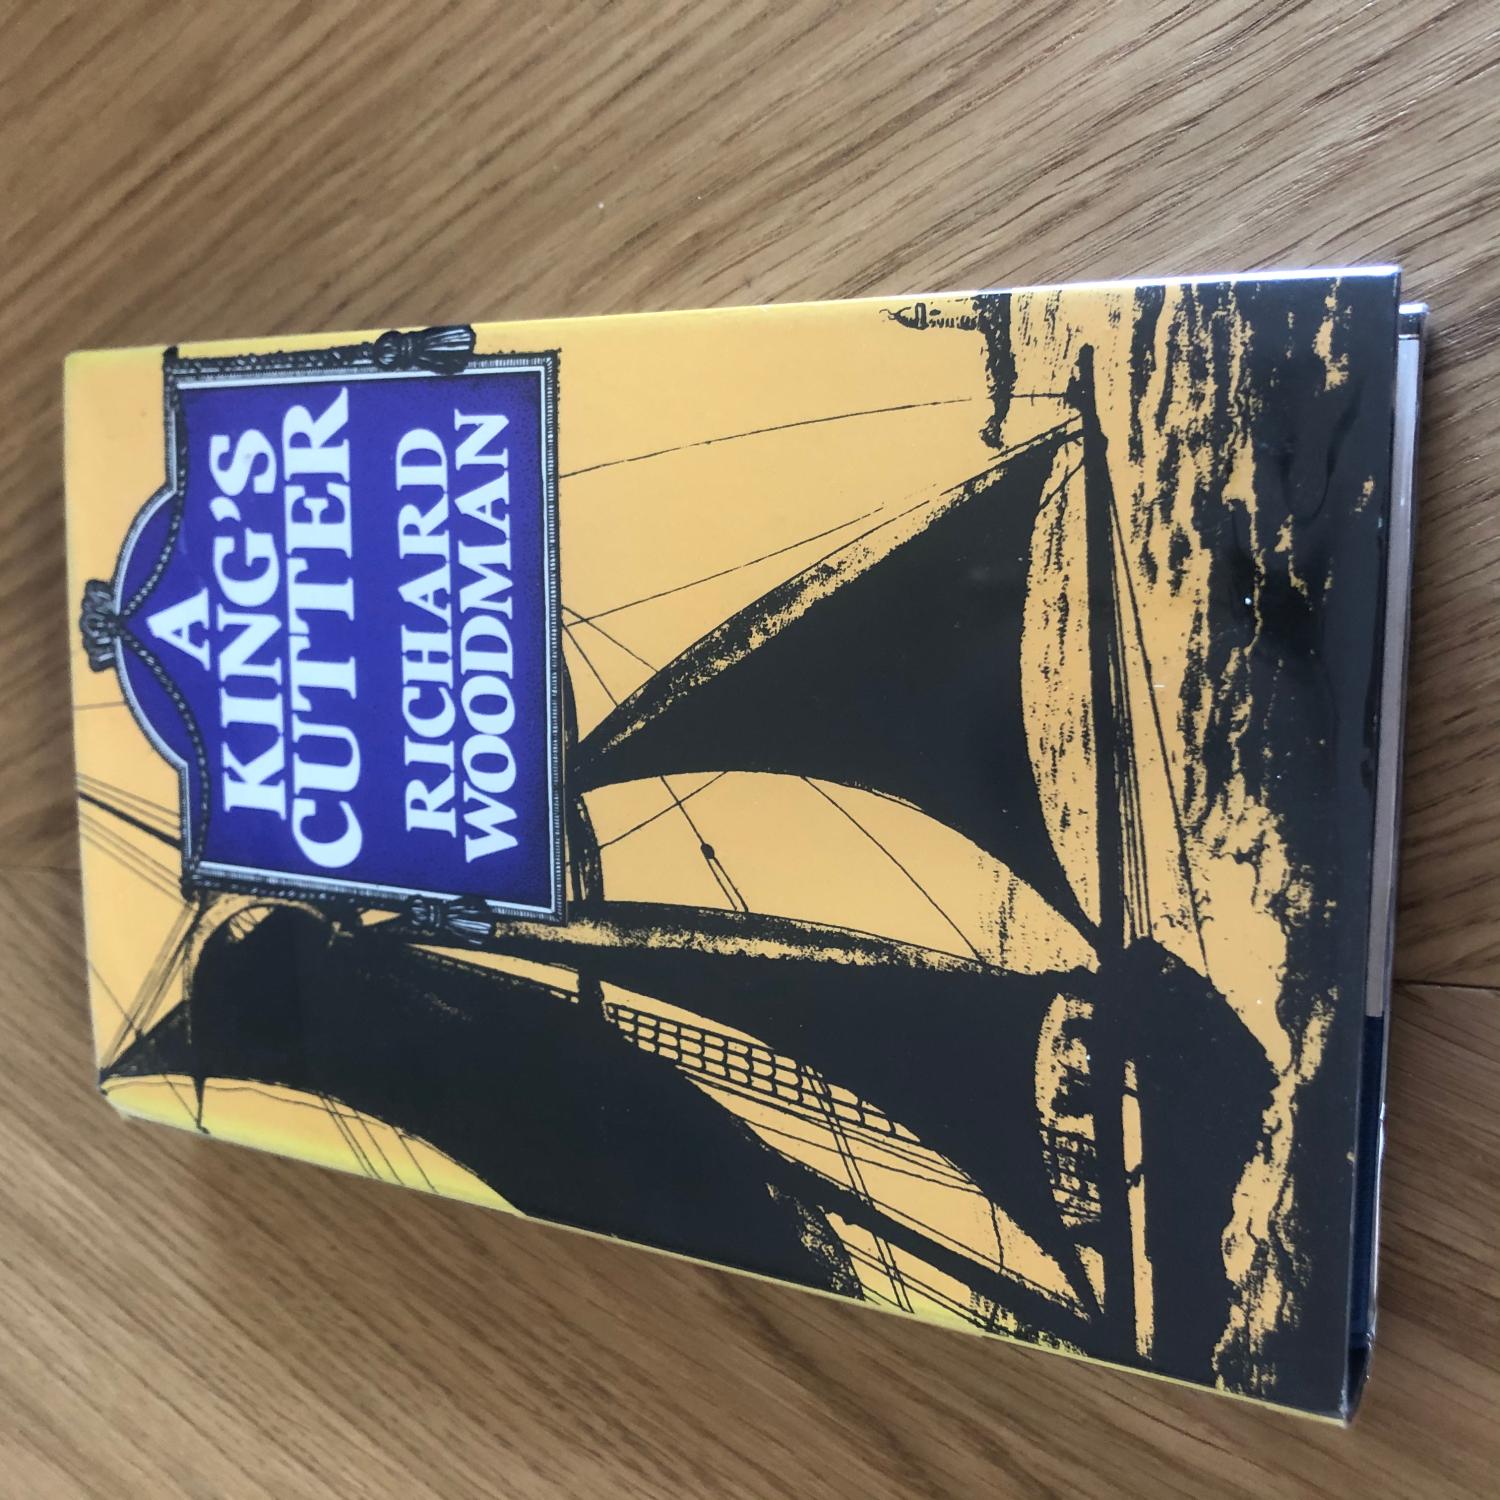 A
KING'S
CUTTER
RICHARD
WOODMAN